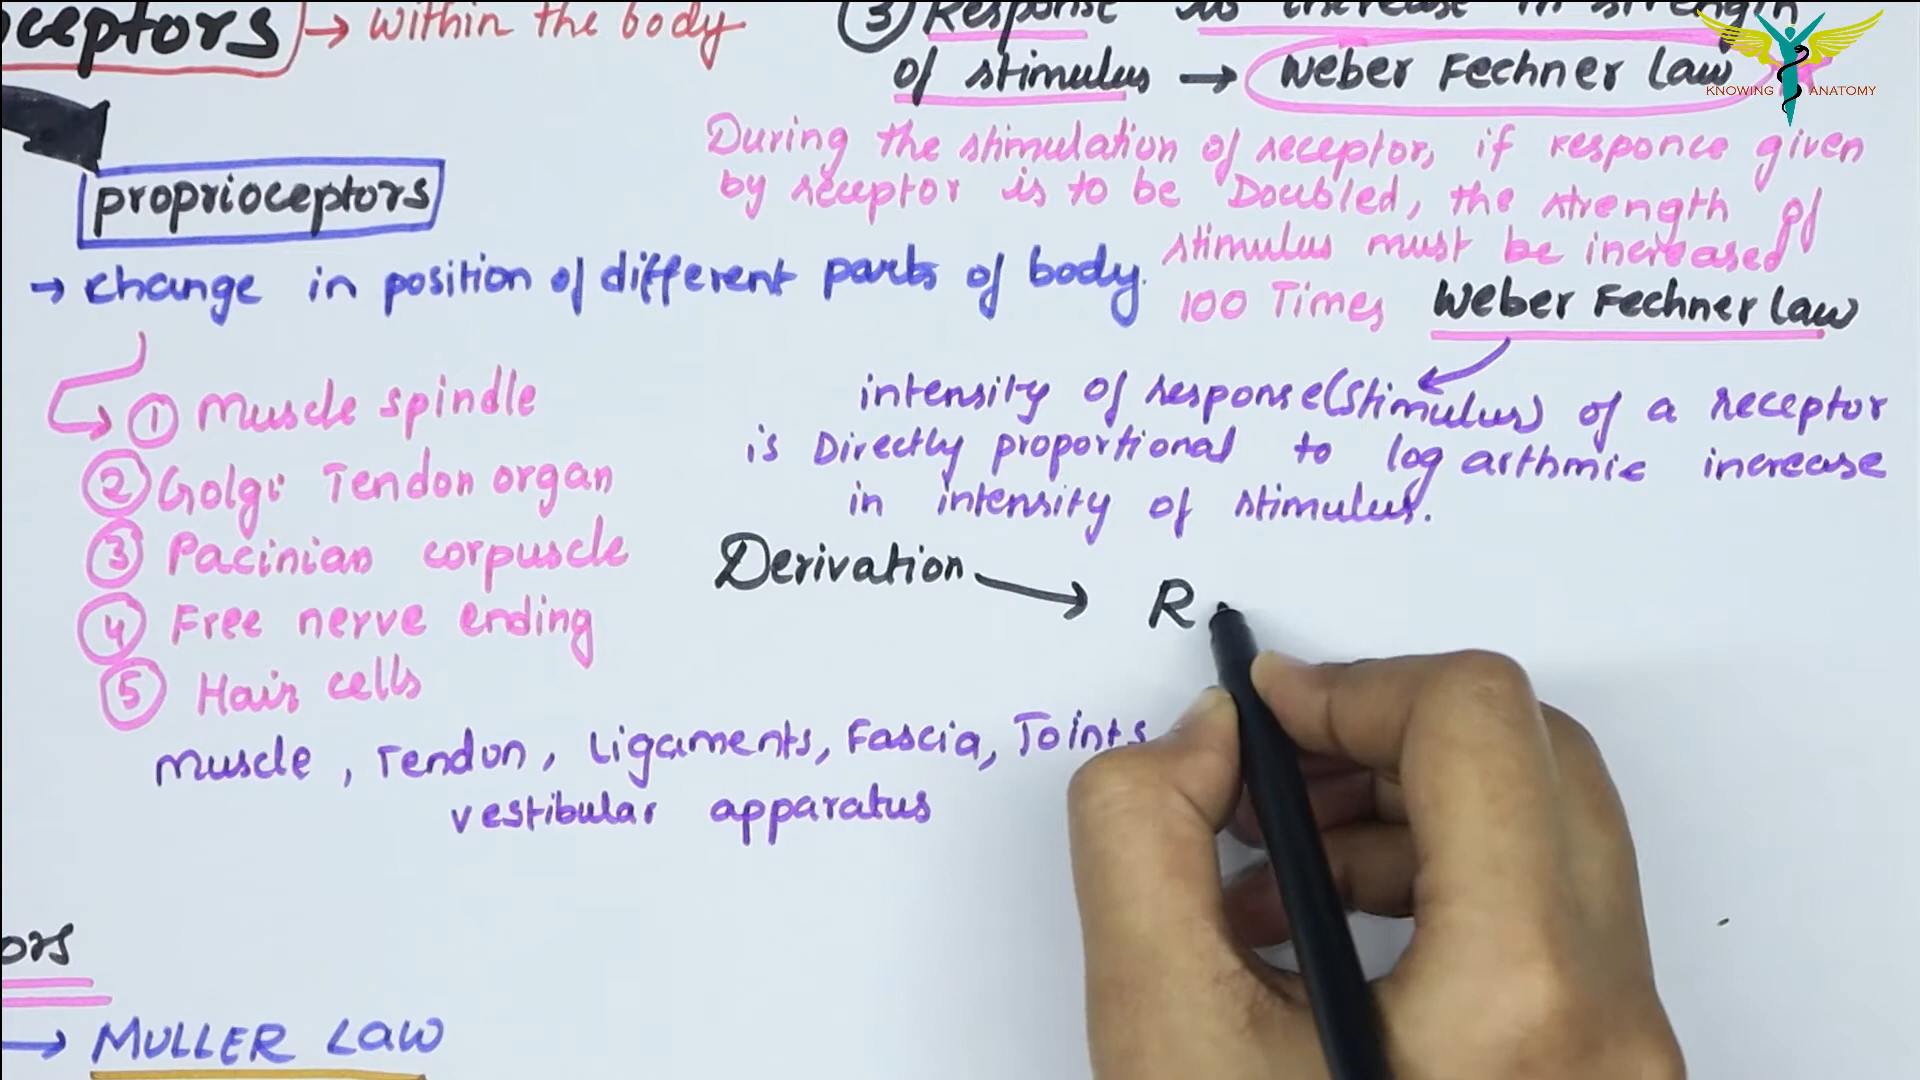 ceptors → within the body
proprioceptors
→ change in position of different parts of body.
① Muscle spindle
② Golgi Tendon organ
③ Pacinian corpuscle
④ Free nerve ending
⑤ Hair cells
Muscle, Tendon, Ligaments, Fascia, Joints
vestibular apparatus
ors
→ MULLER LAW
③ Response to increase in strength
of stimulus → Weber Fechner Law
KNOWING ANATOMY
During the stimulation of receptor, if responce given
by receptor is to be Doubled, the strength of
stimulus must be increased
100 Times Weber Fechner Law
intensity of response(Stimulus) of a receptor
is Directly proportional to log arthmic increase
in intensity of stimulus.
Derivation → R